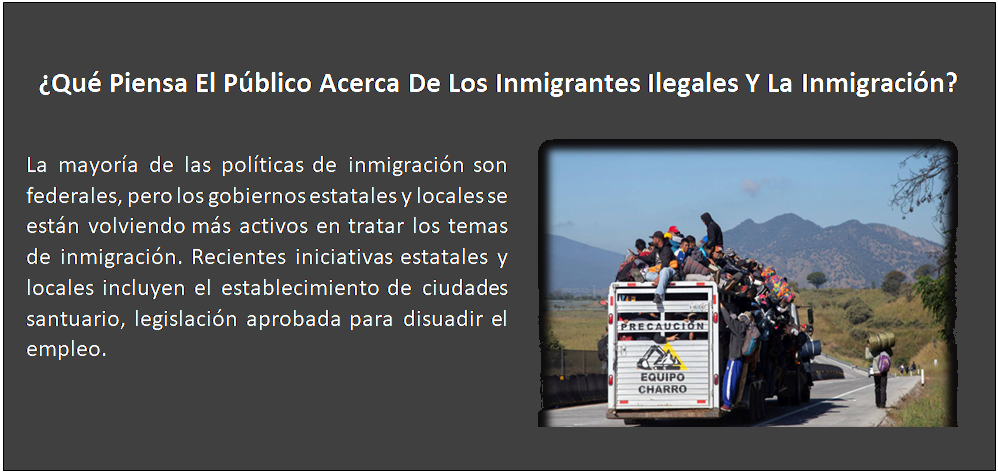 ¿Qué Piensa El Público Acerca De Los Inmigrantes Ilegales Y La Inmigración?
La mayoría de las políticas de inmigración son
federales, pero los gobiernos estatales y locales se
están volviendo más activos en tratar los temas
de inmigración. Recientes iniciativas estatales y
locales incluyen el establecimiento de ciudades
santuario, legislación aprobada para disuadir el
empleo.
PRECAUCIÓN
EQUIPO
CHARRO